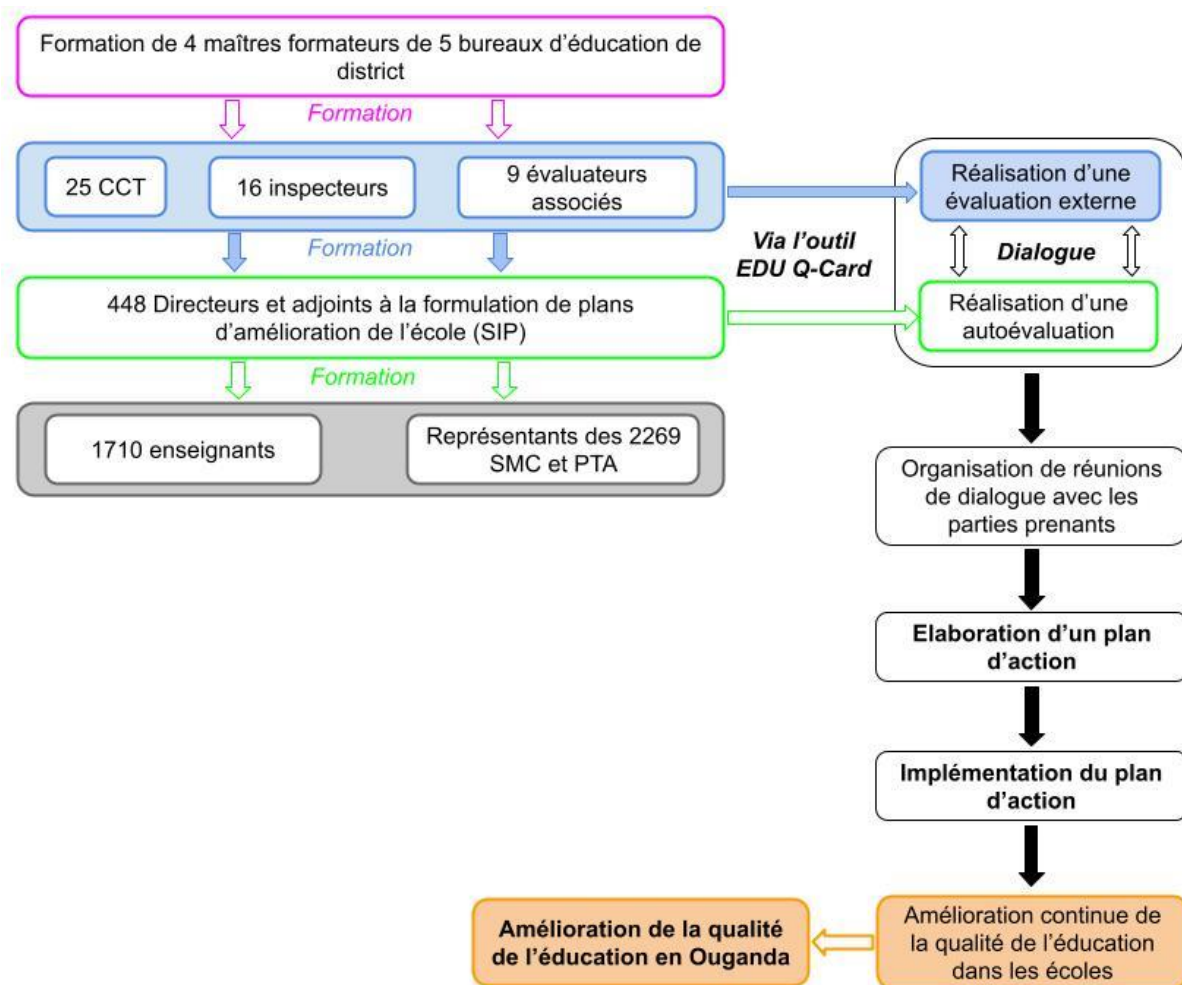 Formation de 4 maîtres formateurs de 5 bureaux d'éducation de
district
Formation
25 CCT
16 inspecteurs
9 évaluateurs
associés
Formation
448 Directeurs et adjoints à la formulation de plans
d'amélioration de l'école (SIP)
Formation
1710 enseignants
Représentants des 2269
SMC et PTA
Via l'outil
EDU Q-Card
Réalisation d'une
évaluation externe
Dialogue
Réalisation d'une
autoévaluation
Organisation de réunions
de dialogue avec les
parties prenants
Elaboration d'un plan
d'action
Implémentation du plan
d'action
Amélioration continue de
la qualité de l'éducation
dans les écoles
Amélioration de la qualité
de l'éducation en Ouganda